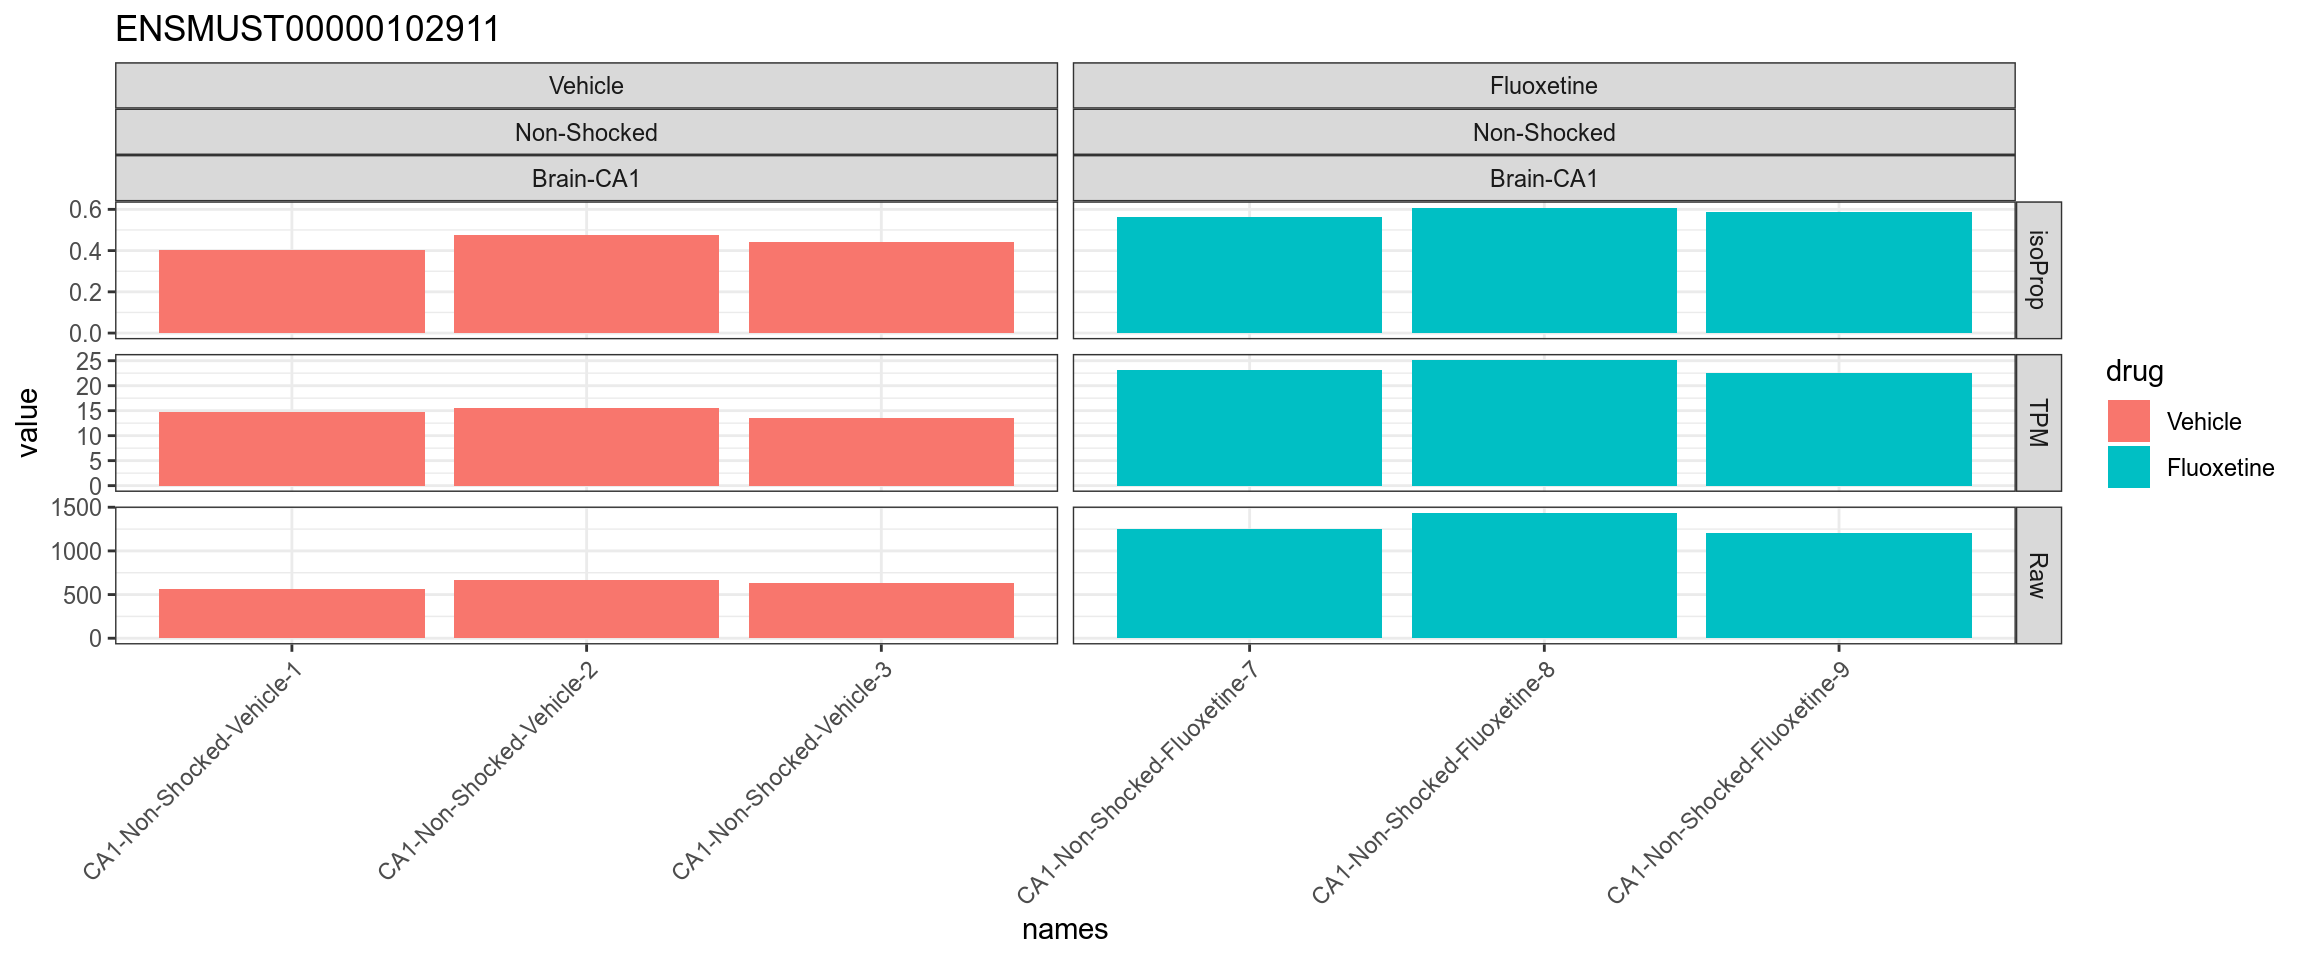 ENSMUST00000102911
Vehicle
Fluoxetine
Non-Shocked
Non-Shocked
Brain-CA1
Brain-CA1
0.6
0.4
0.2
0.0
isoProp
25
20
15
10
5
0
TPM
1500
1000
500
0
Raw
value
CA1-Non-Shocked-Vehicle-1
CA1-Non-Shocked-Vehicle-2
CA1-Non-Shocked-Vehicle-3
CA1-Non-Shocked-Fluoxetine-7
CA1-Non-Shocked-Fluoxetine-8
CA1-Non-Shocked-Fluoxetine-9
names
drug
Vehicle
Fluoxetine